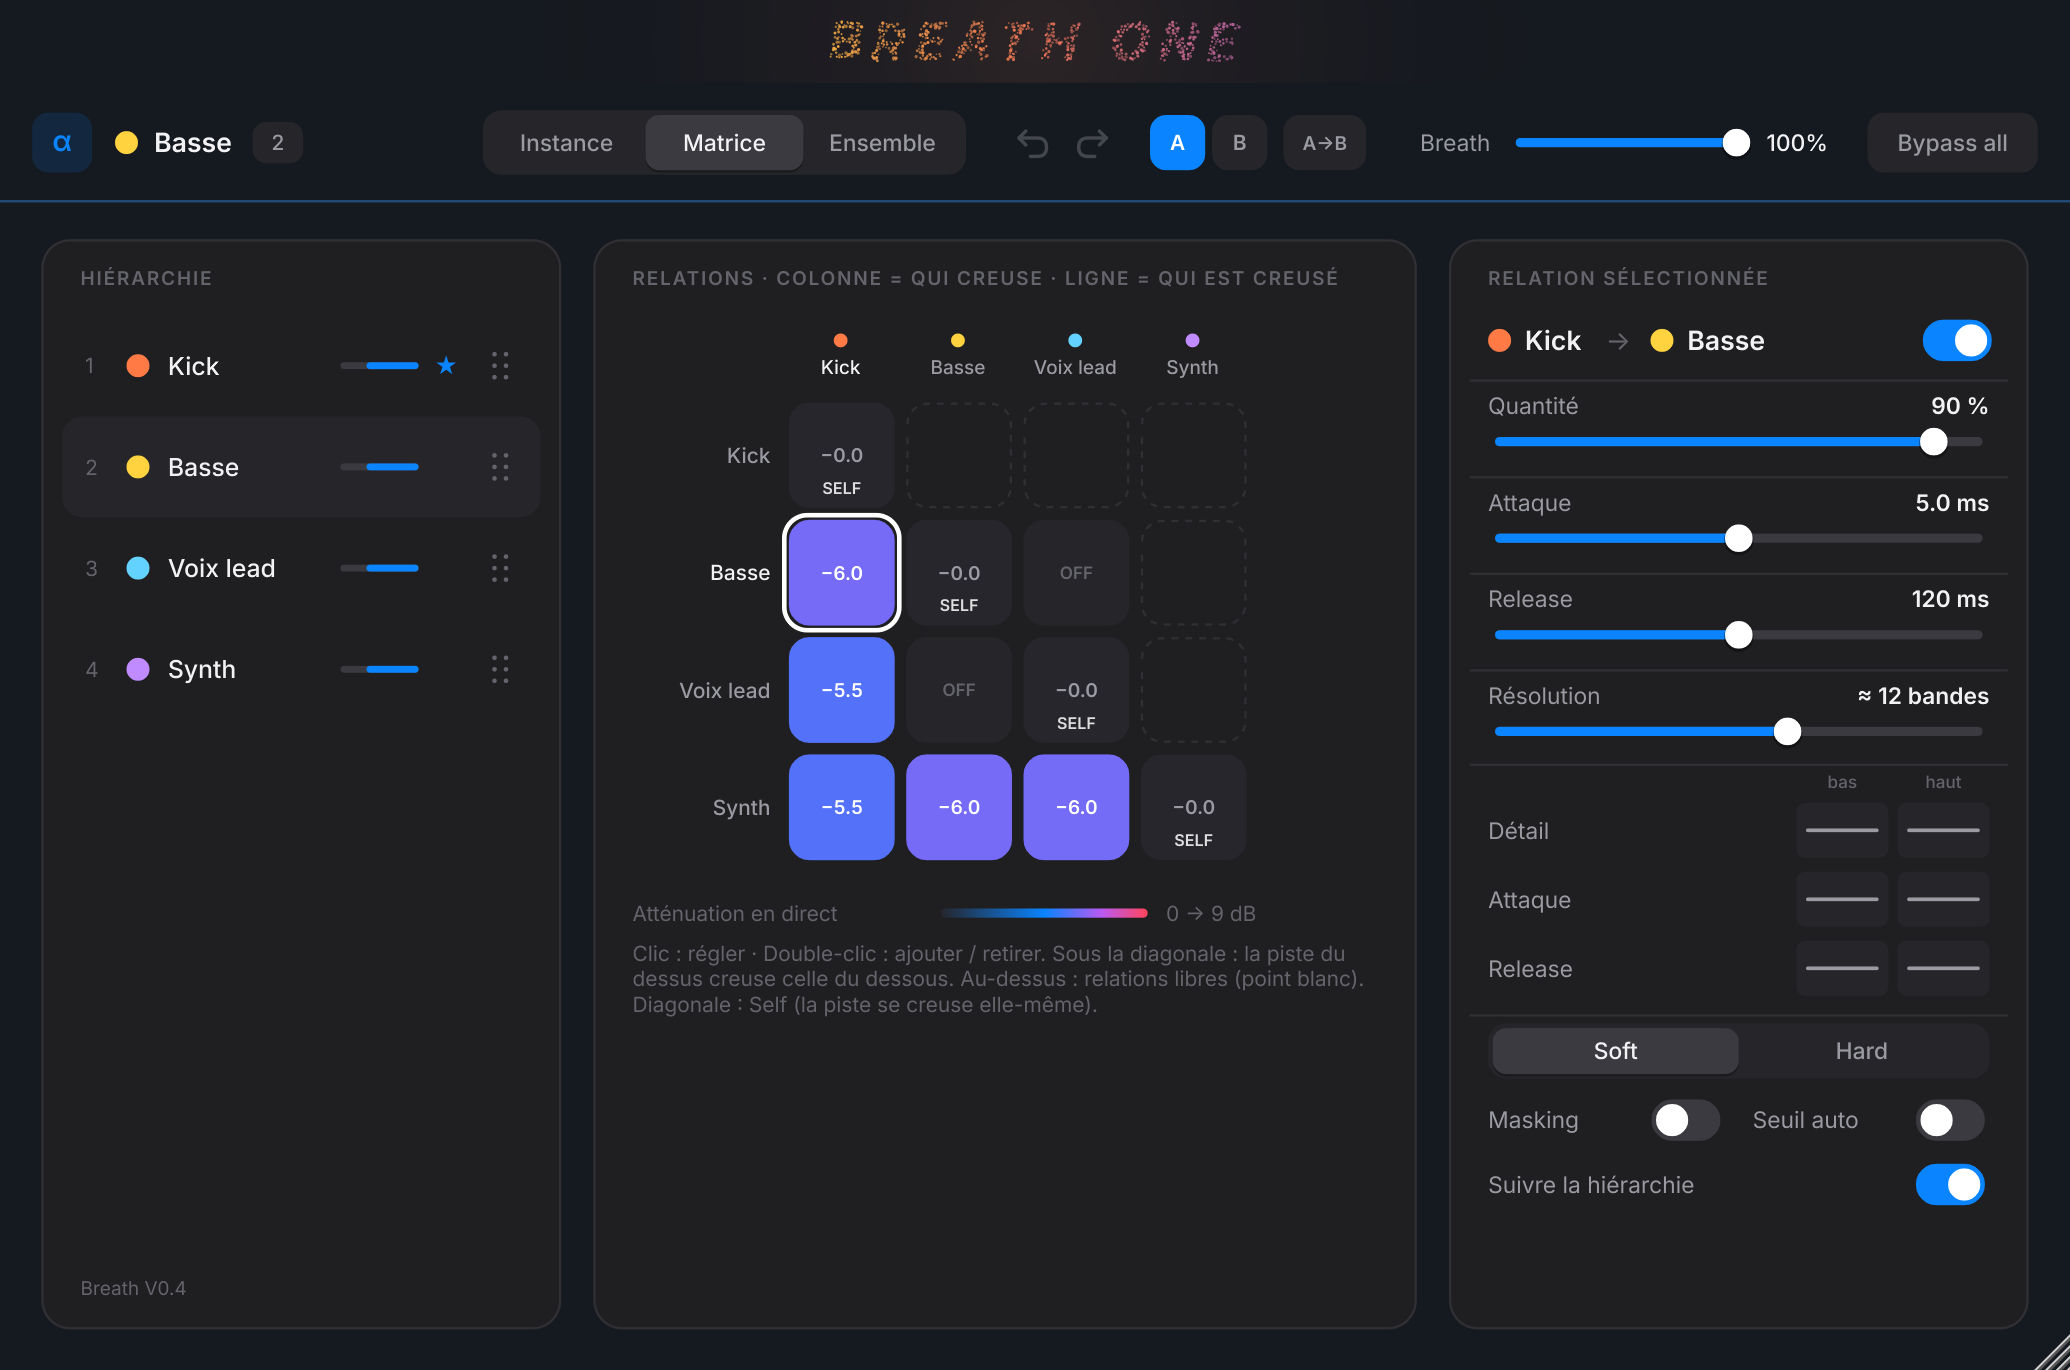 BREATH ONE
α Basse 2 Instance Matrice Ensemble A B A→B Breath 100% Bypass all
HIÉRARCHIE
1 Kick ★
2 Basse
3 Voix lead
4 Synth
Breath V0.4
RELATIONS · COLONNE = QUI CREUSE · LIGNE = QUI EST CREUSÉ
Kick Basse Voix lead Synth
Kick −0.0
SELF
Basse −6.0 −0.0 OFF
SELF
Voix lead −5.5 OFF −0.0
SELF
Synth −5.5 −6.0 −6.0 −0.0
SELF
Atténuation en direct 0 → 9 dB
Clic : régler · Double-clic : ajouter / retirer. Sous la diagonale : la piste du
dessus creuse celle du dessous. Au-dessus : relations libres (point blanc).
Diagonale : Self (la piste se creuse elle-même).
RELATION SÉLECTIONNÉE
Kick → Basse
Quantité 90 %
Attaque 5.0 ms
Release 120 ms
Résolution ≈ 12 bandes
bas haut
Détail
Attaque
Release
Soft Hard
Masking Seuil auto
Suivre la hiérarchie